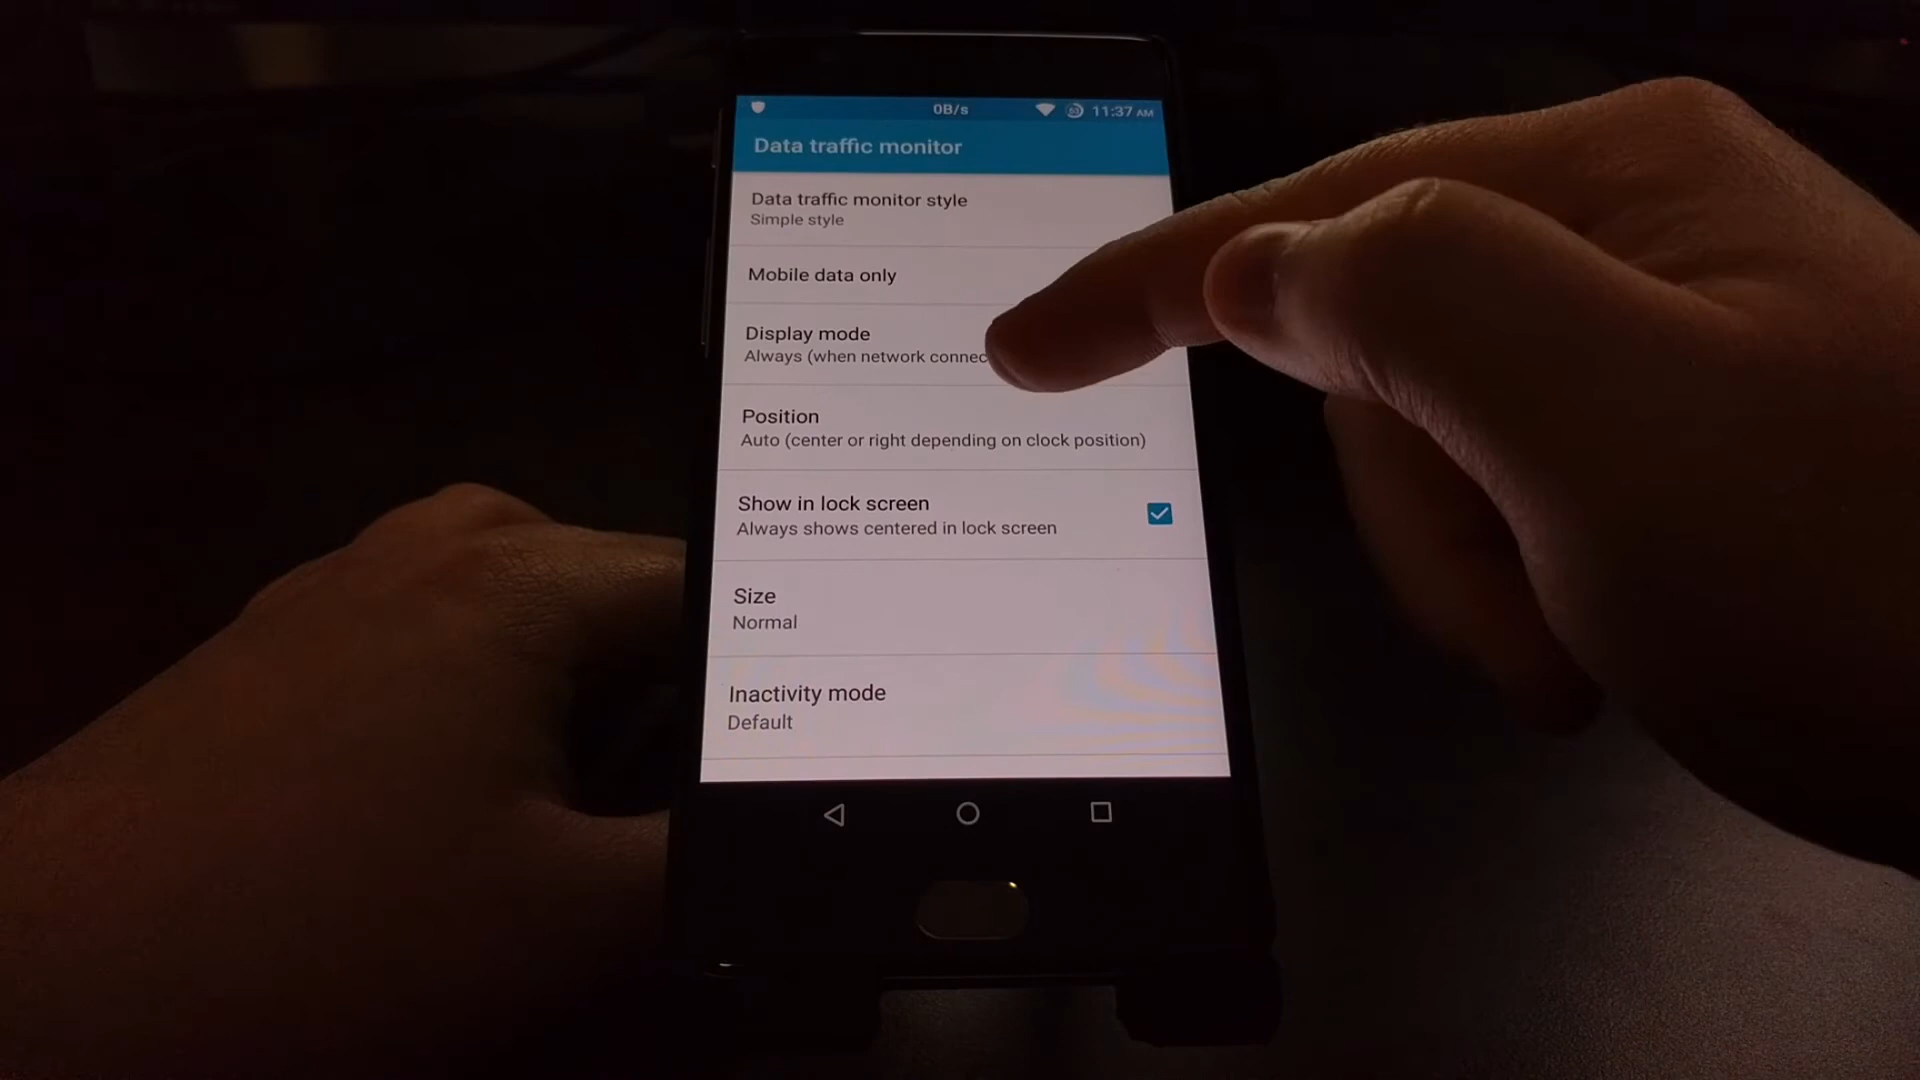 0B/s
53
11:37 AM
Data traffic monitor
Data traffic monitor style
Simple style
Mobile data only
Display mode
Always (when network connec
Position
Auto (center or right depending on clock position)
Show in lock screen
Always shows centered in lock screen
Size
Normal
Inactivity mode
Default